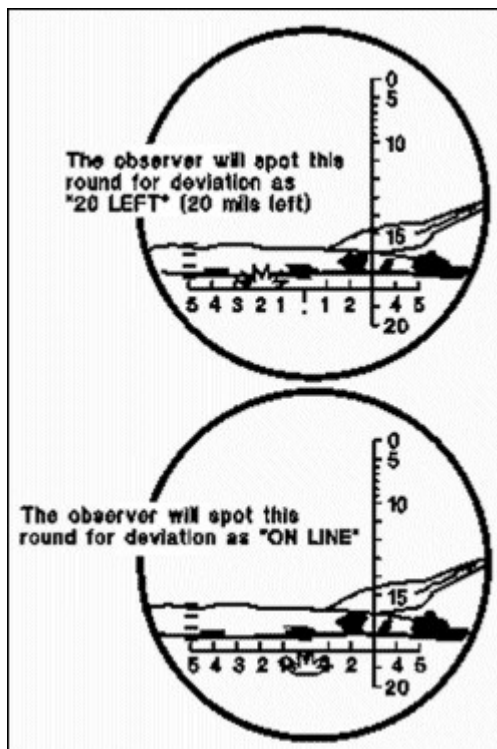 0
5
10
The observer will spot this
round for deviation as
"20 LEFT" (20 mils left)
15
5 4 3 2 1 1 2 4 5
20
0
5
10
The observer will spot this
round for deviation as "ON LINE"
15
5 4 3 2 1 2 4 5
20